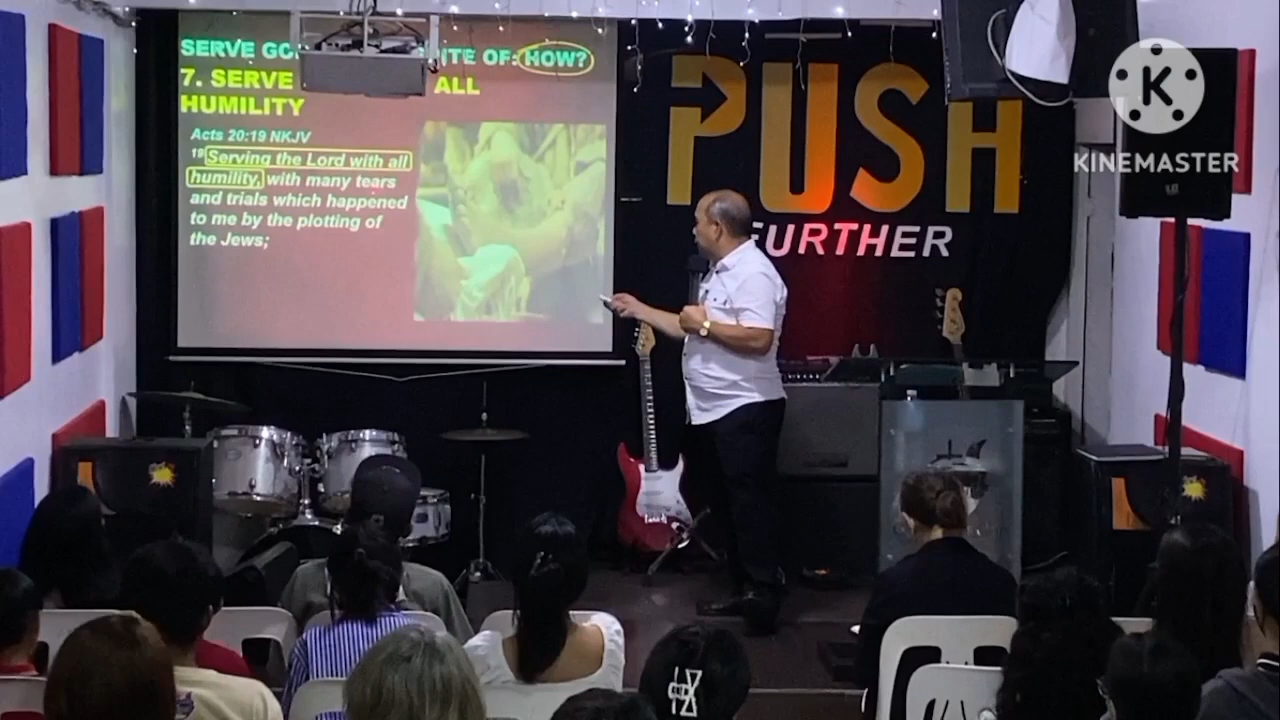 SERVE GO ITE OF: HOW?
7. SERVE ALL
HUMILITY
Acts 20:19 NKJV
19 Serving the Lord with all
humility, with many tears
and trials which happened
to me by the plotting of
the Jews;
PUSH
FURTHER
K
KINEMASTER